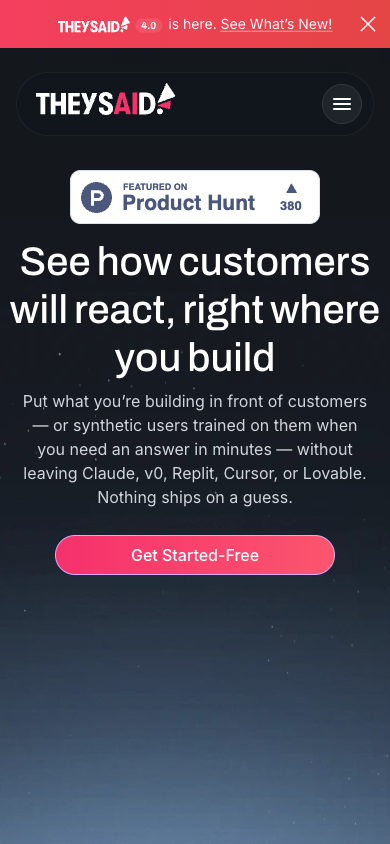 THEYSAID 4.0 is here. See What's New!
THEYSAID
FEATURED ON
Product Hunt
380
See how customers
will react, right where
you build
Put what you're building in front of customers
— or synthetic users trained on them when
you need an answer in minutes — without
leaving Claude, v0, Replit, Cursor, or Lovable.
Nothing ships on a guess.
Get Started-Free